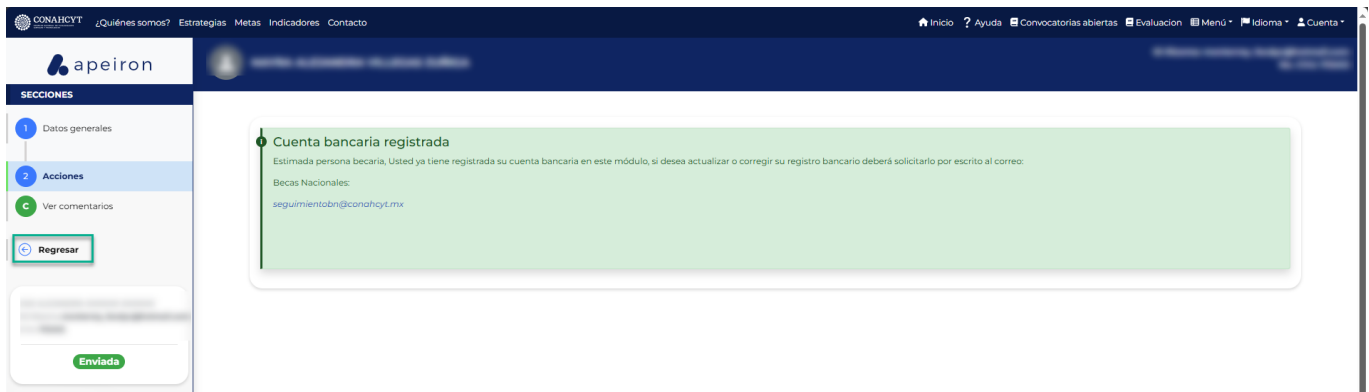 CONAHCYT ¿Quiénes somos? Estrategias Metas Indicadores Contacto Inicio ? Ayuda Convocatorias abiertas Evaluacion Menú Idioma Cuenta
apeiron
SECCIONES
1 Datos generales
2 Acciones
C Ver comentarios
Regresar
Enviada
Cuenta bancaria registrada
Estimada persona becaria, Usted ya tiene registrada su cuenta bancaria en este módulo, si desea actualizar o corregir su registro bancario deberá solicitarlo por escrito al correo:
Becas Nacionales:
seguimientobn@conahcyt.mx